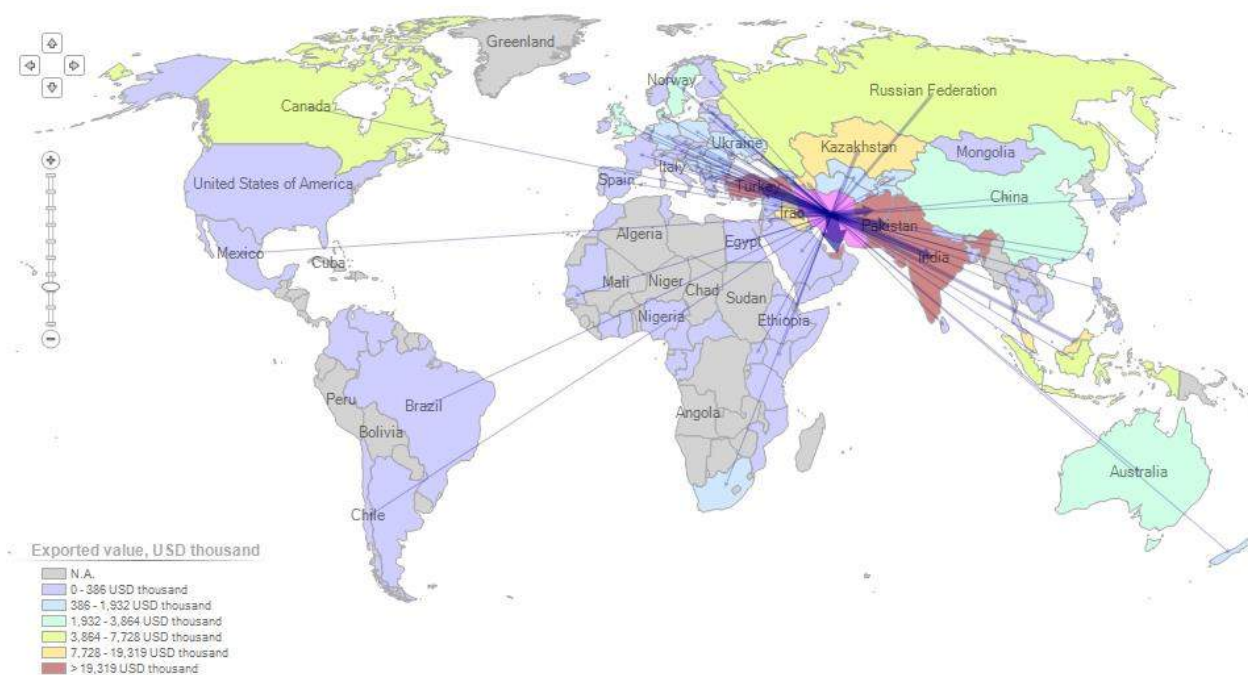 Greenland
Norway
Canada
Russian Federation
Ukraine
Kazakhstan
Mongolia
Italy
United States of America
Spain
Turkey
China
Iraq
Pakistan
Algeria
Egypt
Mexico
India
Cuba
Mali
Niger
Chad
Sudan
Nigeria
Ethiopia
Peru
Brazil
Angola
Bolivia
Australia
Chile
Exported value, USD thousand
N.A.
0 - 386 USD thousand
386 - 1,932 USD thousand
1,932 - 3,864 USD thousand
3,864 - 7,728 USD thousand
7,728 - 19,319 USD thousand
> 19,319 USD thousand